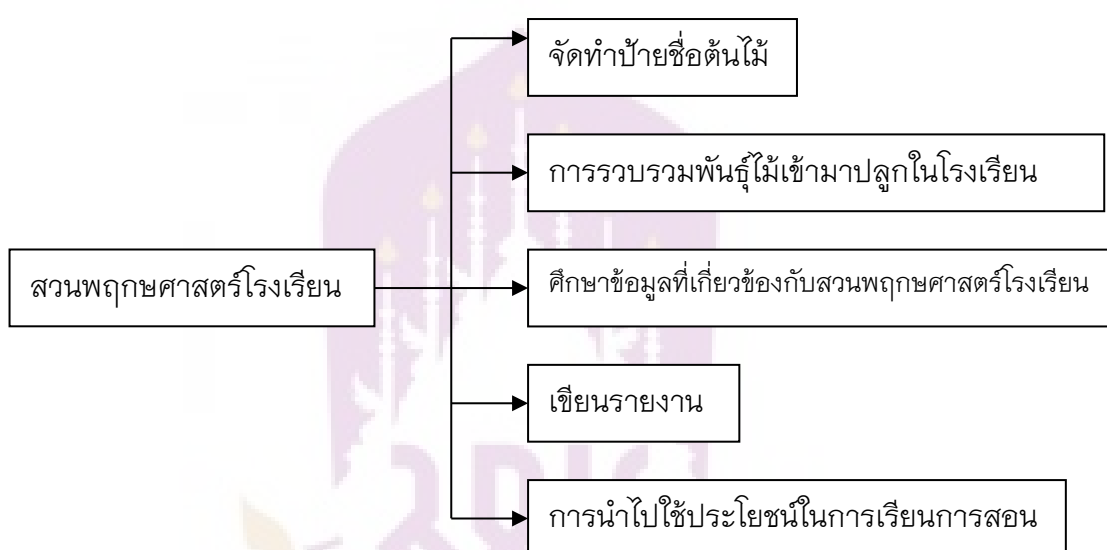 จัดทำป้ายชื่อต้นไม้
การรวบรวมพันธุ์ไม้เข้ามาปลูกในโรงเรียน
สวนพฤกษศาสตร์โรงเรียน
ศึกษาข้อมูลที่เกี่ยวข้องกับสวนพฤกษศาสตร์โรงเรียน
เขียนรายงาน
การนำไปใช้ประโยชน์ในการเรียนการสอน